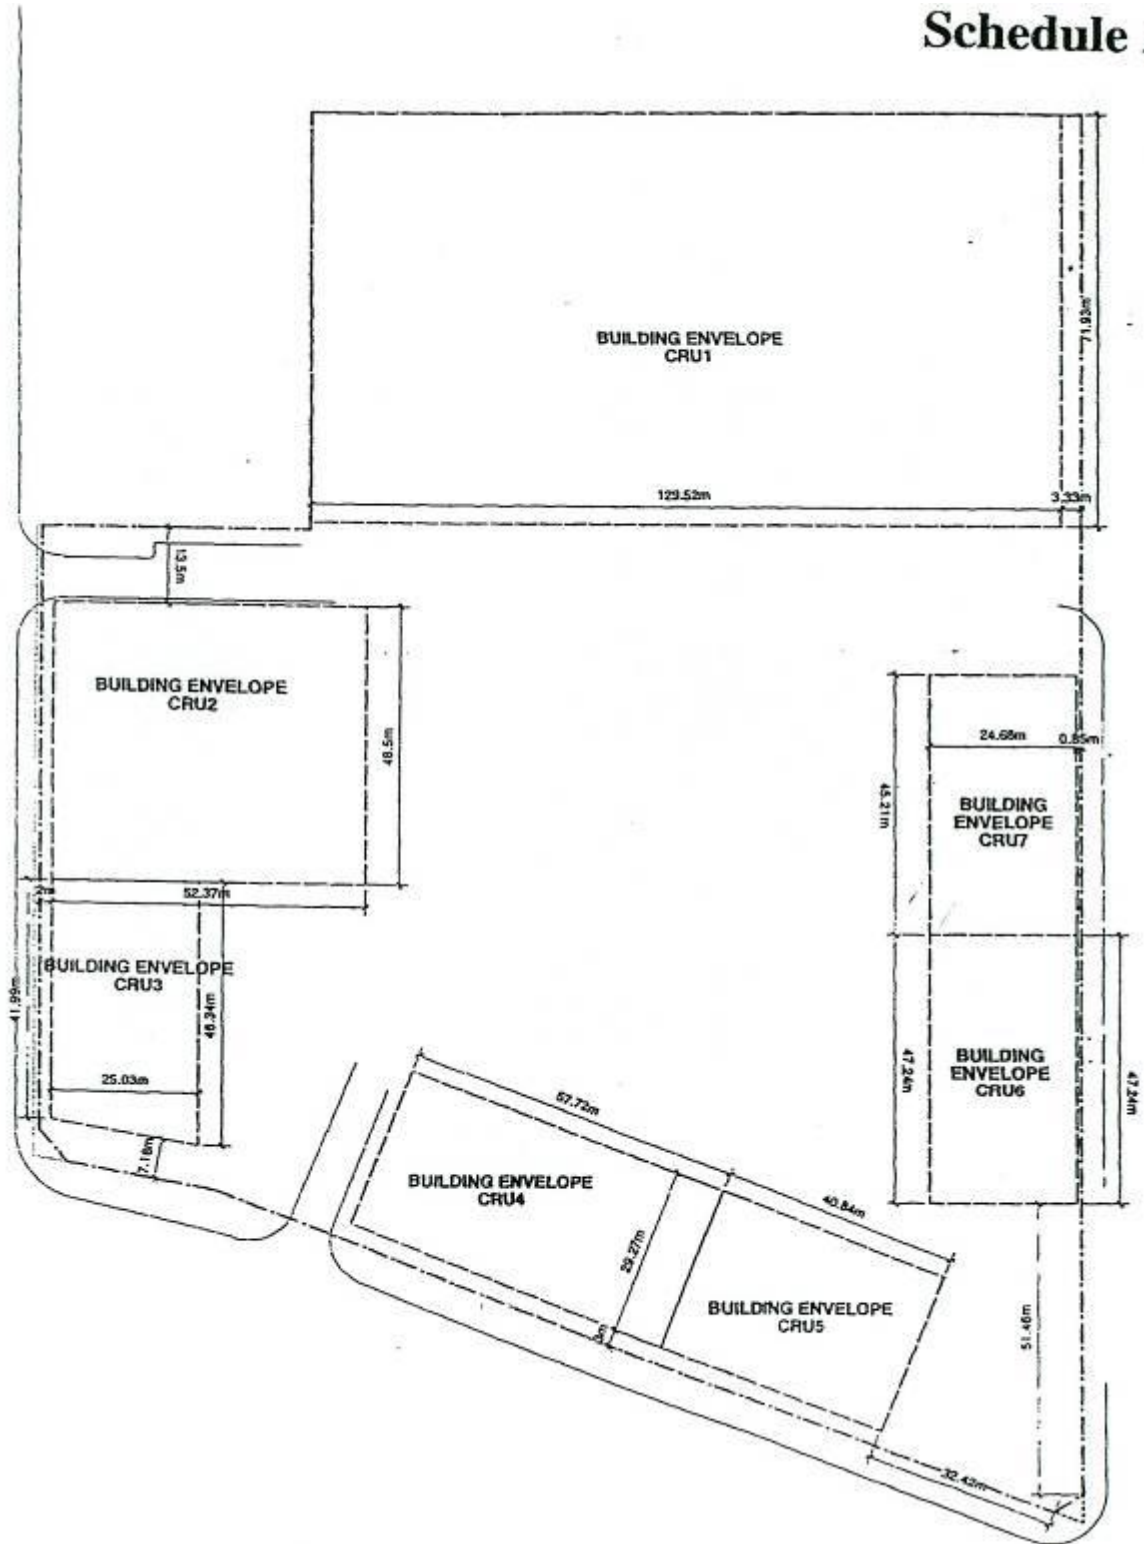 Schedule
BUILDING ENVELOPE
CRU1
71.93m
129.52m
3.33m
13.5m
BUILDING ENVELOPE
CRU2
48.5m
24.68m
0.85m
45.21m
BUILDING
ENVELOPE
CRU7
52.37m
BUILDING ENVELOPE
CRU3
41.99m
46.34m
25.03m
7.18m
47.24m
BUILDING
ENVELOPE
CRU6
47.24m
57.72m
BUILDING ENVELOPE
CRU4
40.84m
29.27m
BUILDING ENVELOPE
CRU5
3m
51.46m
32.42m